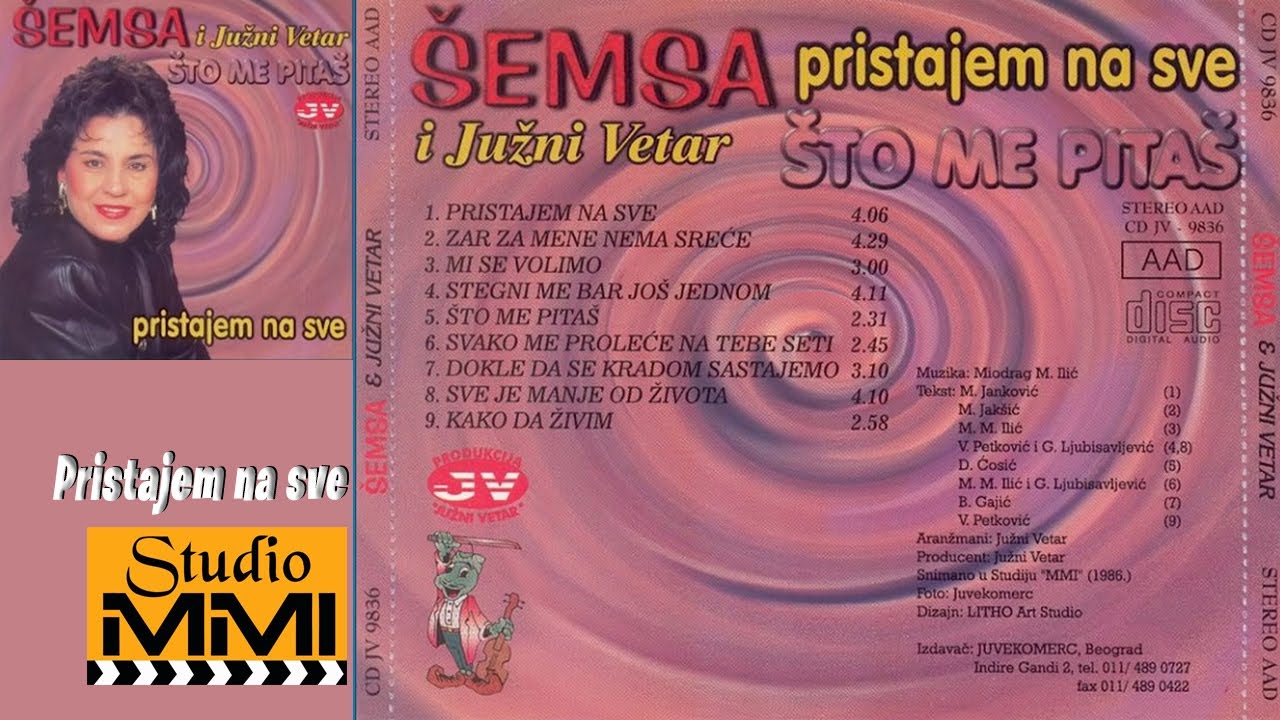 ŠEMSA i Južni Vetar
ŠTO ME PITAŠ
JV
pristajem na sve
Pristajem na sve
Studio
MMI
STEREO AAD
ŠEMSA & JUŽNI VETAR
CD JV 9836
ŠEMSA
i Južni Vetar
pristajem na sve
ŠTO ME PITAŠ
1. PRISTAJEM NA SVE 4.06
2. ZAR ZA MENE NEMA SREĆE 4.29
3. MI SE VOLIMO 3.00
4. STEGNI ME BAR JOŠ JEDNOM 4.11
5. ŠTO ME PITAŠ 2.31
6. SVAKO ME PROLEĆE NA TEBE SETI 2.45
7. DOKLE DA SE KRADOM SASTAJEMO 3.10
8. SVE JE MANJE OD ŽIVOTA 4.10
9. KAKO DA ŽIVIM 2.58
PRODUKCIJA
JV
"JUŽNI VETAR"
STEREO AAD
CD JV - 9836
AAD
COMPACT
disc
DIGITAL AUDIO
Muzika: Miodrag M. Ilić
Tekst: M. Janković (1)
M. Jakšić (2)
M. M. Ilić (3)
V. Petković i G. Ljubisavljević (4,8)
D. Ćosić (5)
M. M. Ilić i G. Ljubisavljević (6)
B. Gajić (7)
V. Petković (9)
Aranžmani: Južni Vetar
Producent: Južni Vetar
Snimano u Studiju "MMI" (1986.)
Foto: Juvekomerc
Dizajn: LITHO Art Studio
Izdavač: JUVEKOMERC, Beograd
Indire Gandi 2, tel. 011/ 489 0727
fax 011/ 489 0422
CD JV 9836
ŠEMSA & JUŽNI VETAR
STEREO AAD